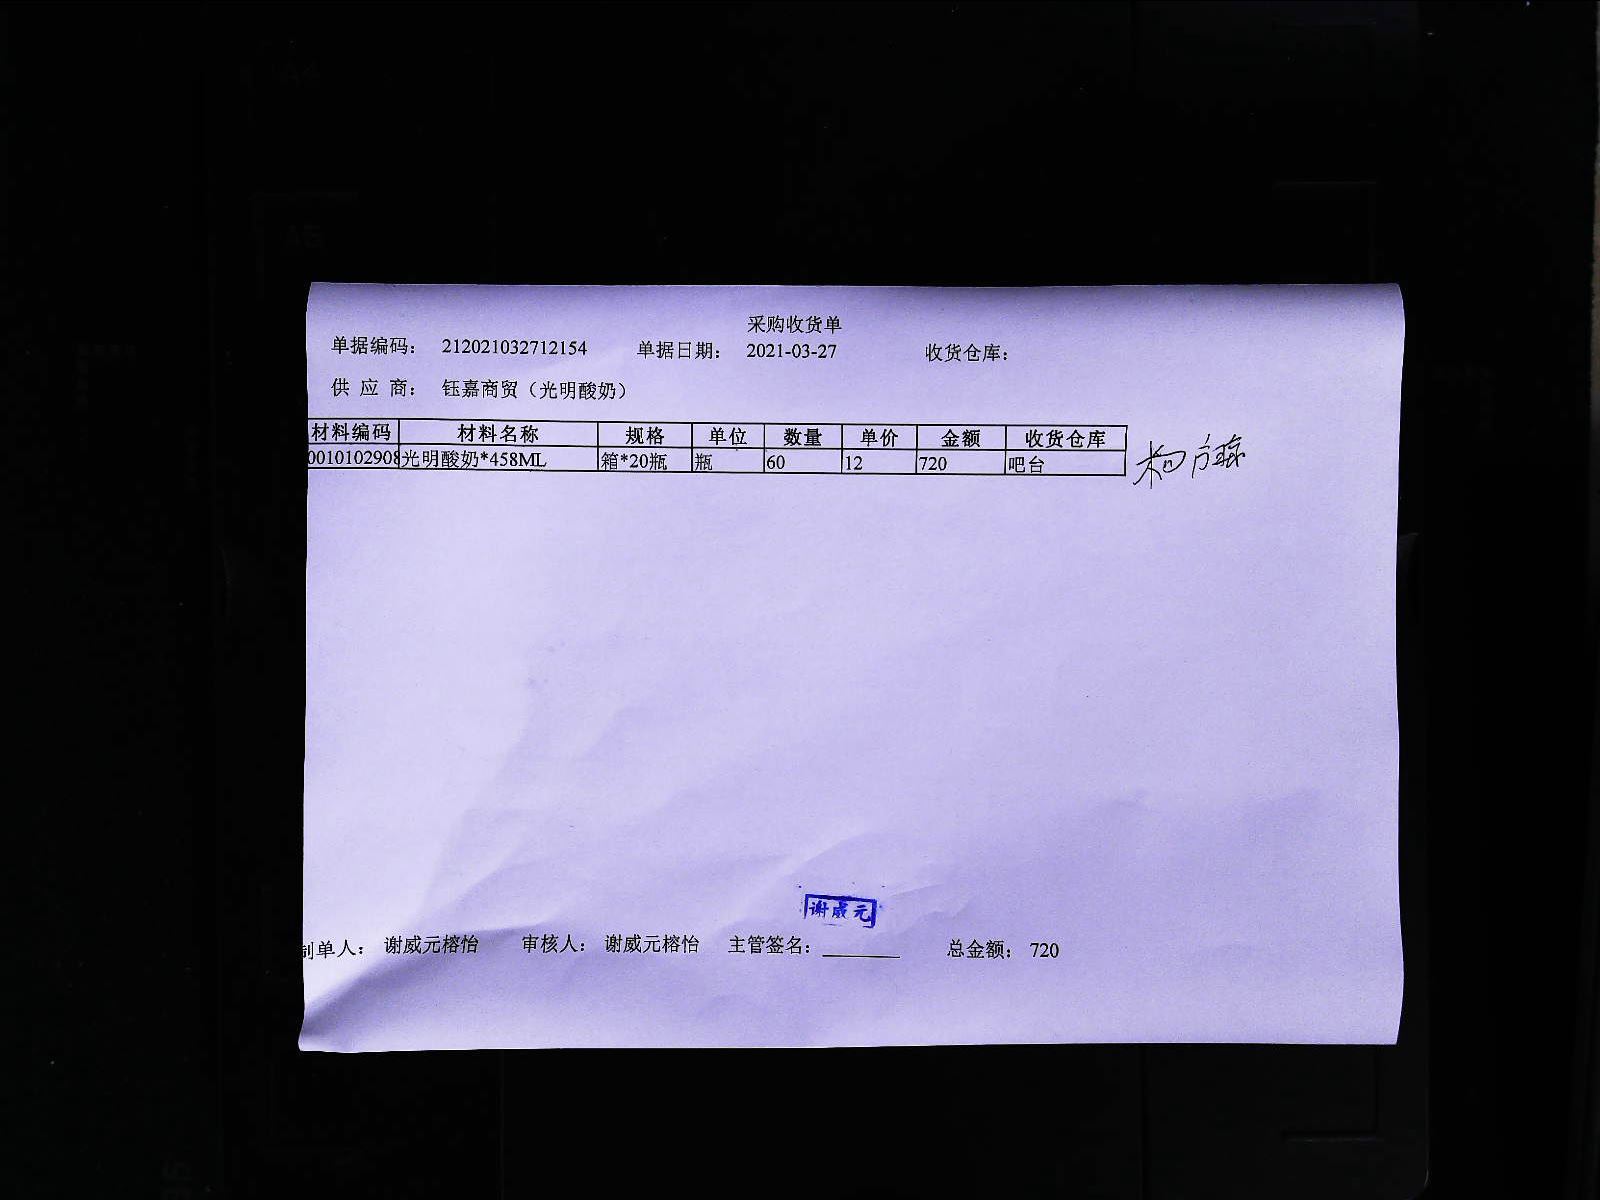 采购收货单
单据编码： 212021032712154 单据日期： 2021-03-27 收货仓库：
供 应 商： 钰嘉商贸（光明酸奶）
材料编码 材料名称 规格 单位 数量 单价 金额 收货仓库
0010102908 光明酸奶*458ML 箱*20瓶 瓶 60 12 720 吧台
谢威元
制单人： 谢威元榕怡 审核人： 谢威元榕怡 主管签名：________ 总金额： 720